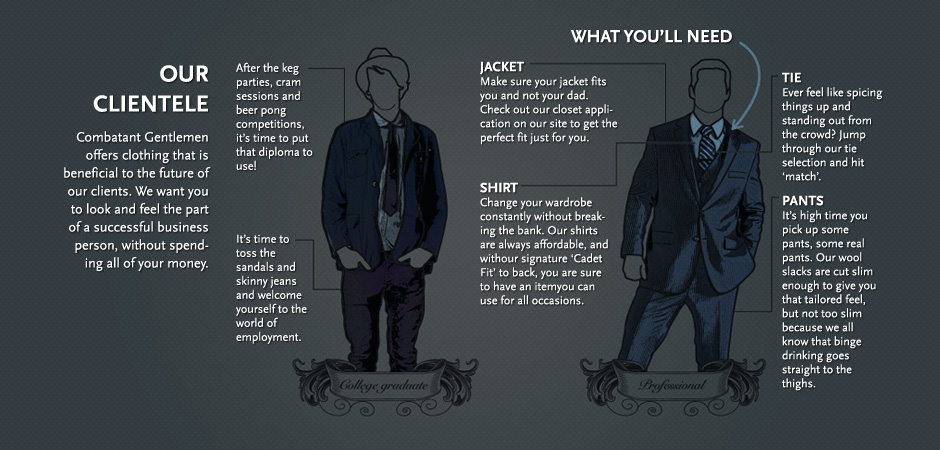 OUR
CLIENTELE
Combatant Gentlemen
offers clothing that is
beneficial to the future of
our clients. We want you
to look and feel the part
of a successful business
person, without spend-
ing all of your money.
After the keg
parties, cram
sessions and
beer pong
competitions,
it's time to put
that diploma to
use!
It's time to
toss the
sandals and
skinny jeans
and welcome
yourself to the
world of
employment.
College graduate
WHAT YOU'LL NEED
JACKET
Make sure your jacket fits
you and not your dad.
Check out our closet appli-
cation on our site to get the
perfect fit just for you.
SHIRT
Change your wardrobe
constantly without break-
ing the bank. Our shirts
are always affordable, and
withour signature 'Cadet
Fit' to back, you are sure
to have an itemyou can
use for all occasions.
TIE
Ever feel like spicing
things up and
standing out from
the crowd? Jump
through our tie
selection and hit
'match'.
PANTS
It's high time you
pick up some
pants, some real
pants. Our wool
slacks are cut slim
enough to give you
that tailored feel,
but not too slim
because we all
know that binge
drinking goes
straight to the
thighs.
Professional